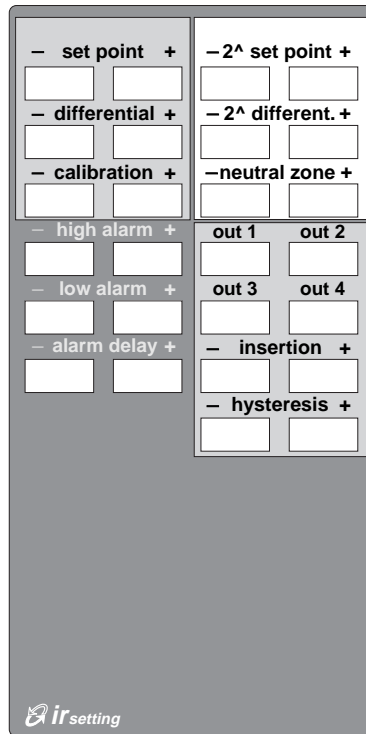 – set point +
– differential +
– calibration +
– high alarm +
– low alarm +
– alarm delay +
– 2^ set point +
– 2^ different. +
– neutral zone +
out 1 out 2
out 3 out 4
– insertion +
– hysteresis +
ir setting